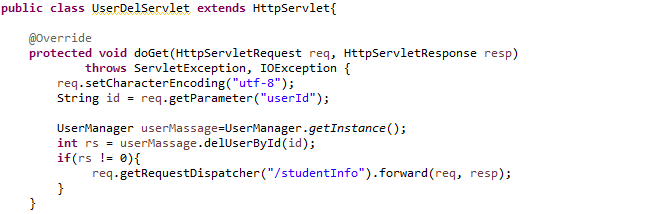 public class UserDelServlet extends HttpServlet{
@Override
protected void doGet(HttpServletRequest req, HttpServletResponse resp)
throws ServletException, IOException {
req.setCharacterEncoding("utf-8");
String id = req.getParameter("userId");
UserManager userMassage=UserManager.getInstance();
int rs = userMassage.delUserById(id);
if(rs != 0){
req.getRequestDispatcher("/studentInfo").forward(req, resp);
}
}